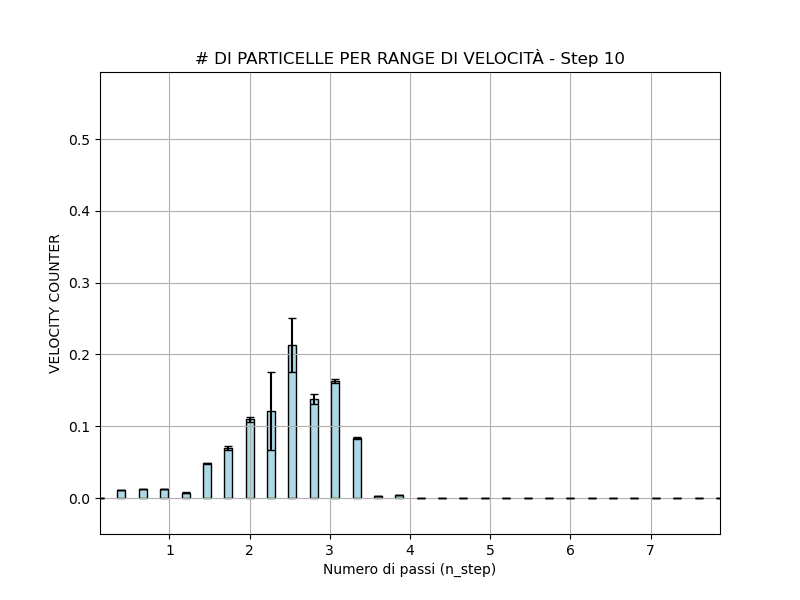 # DI PARTICELLE PER RANGE DI VELOCITÀ - Step 10
VELOCITY COUNTER
0.5
0.4
0.3
0.2
0.1
0.0
1 2 3 4 5 6 7
Numero di passi (n_step)